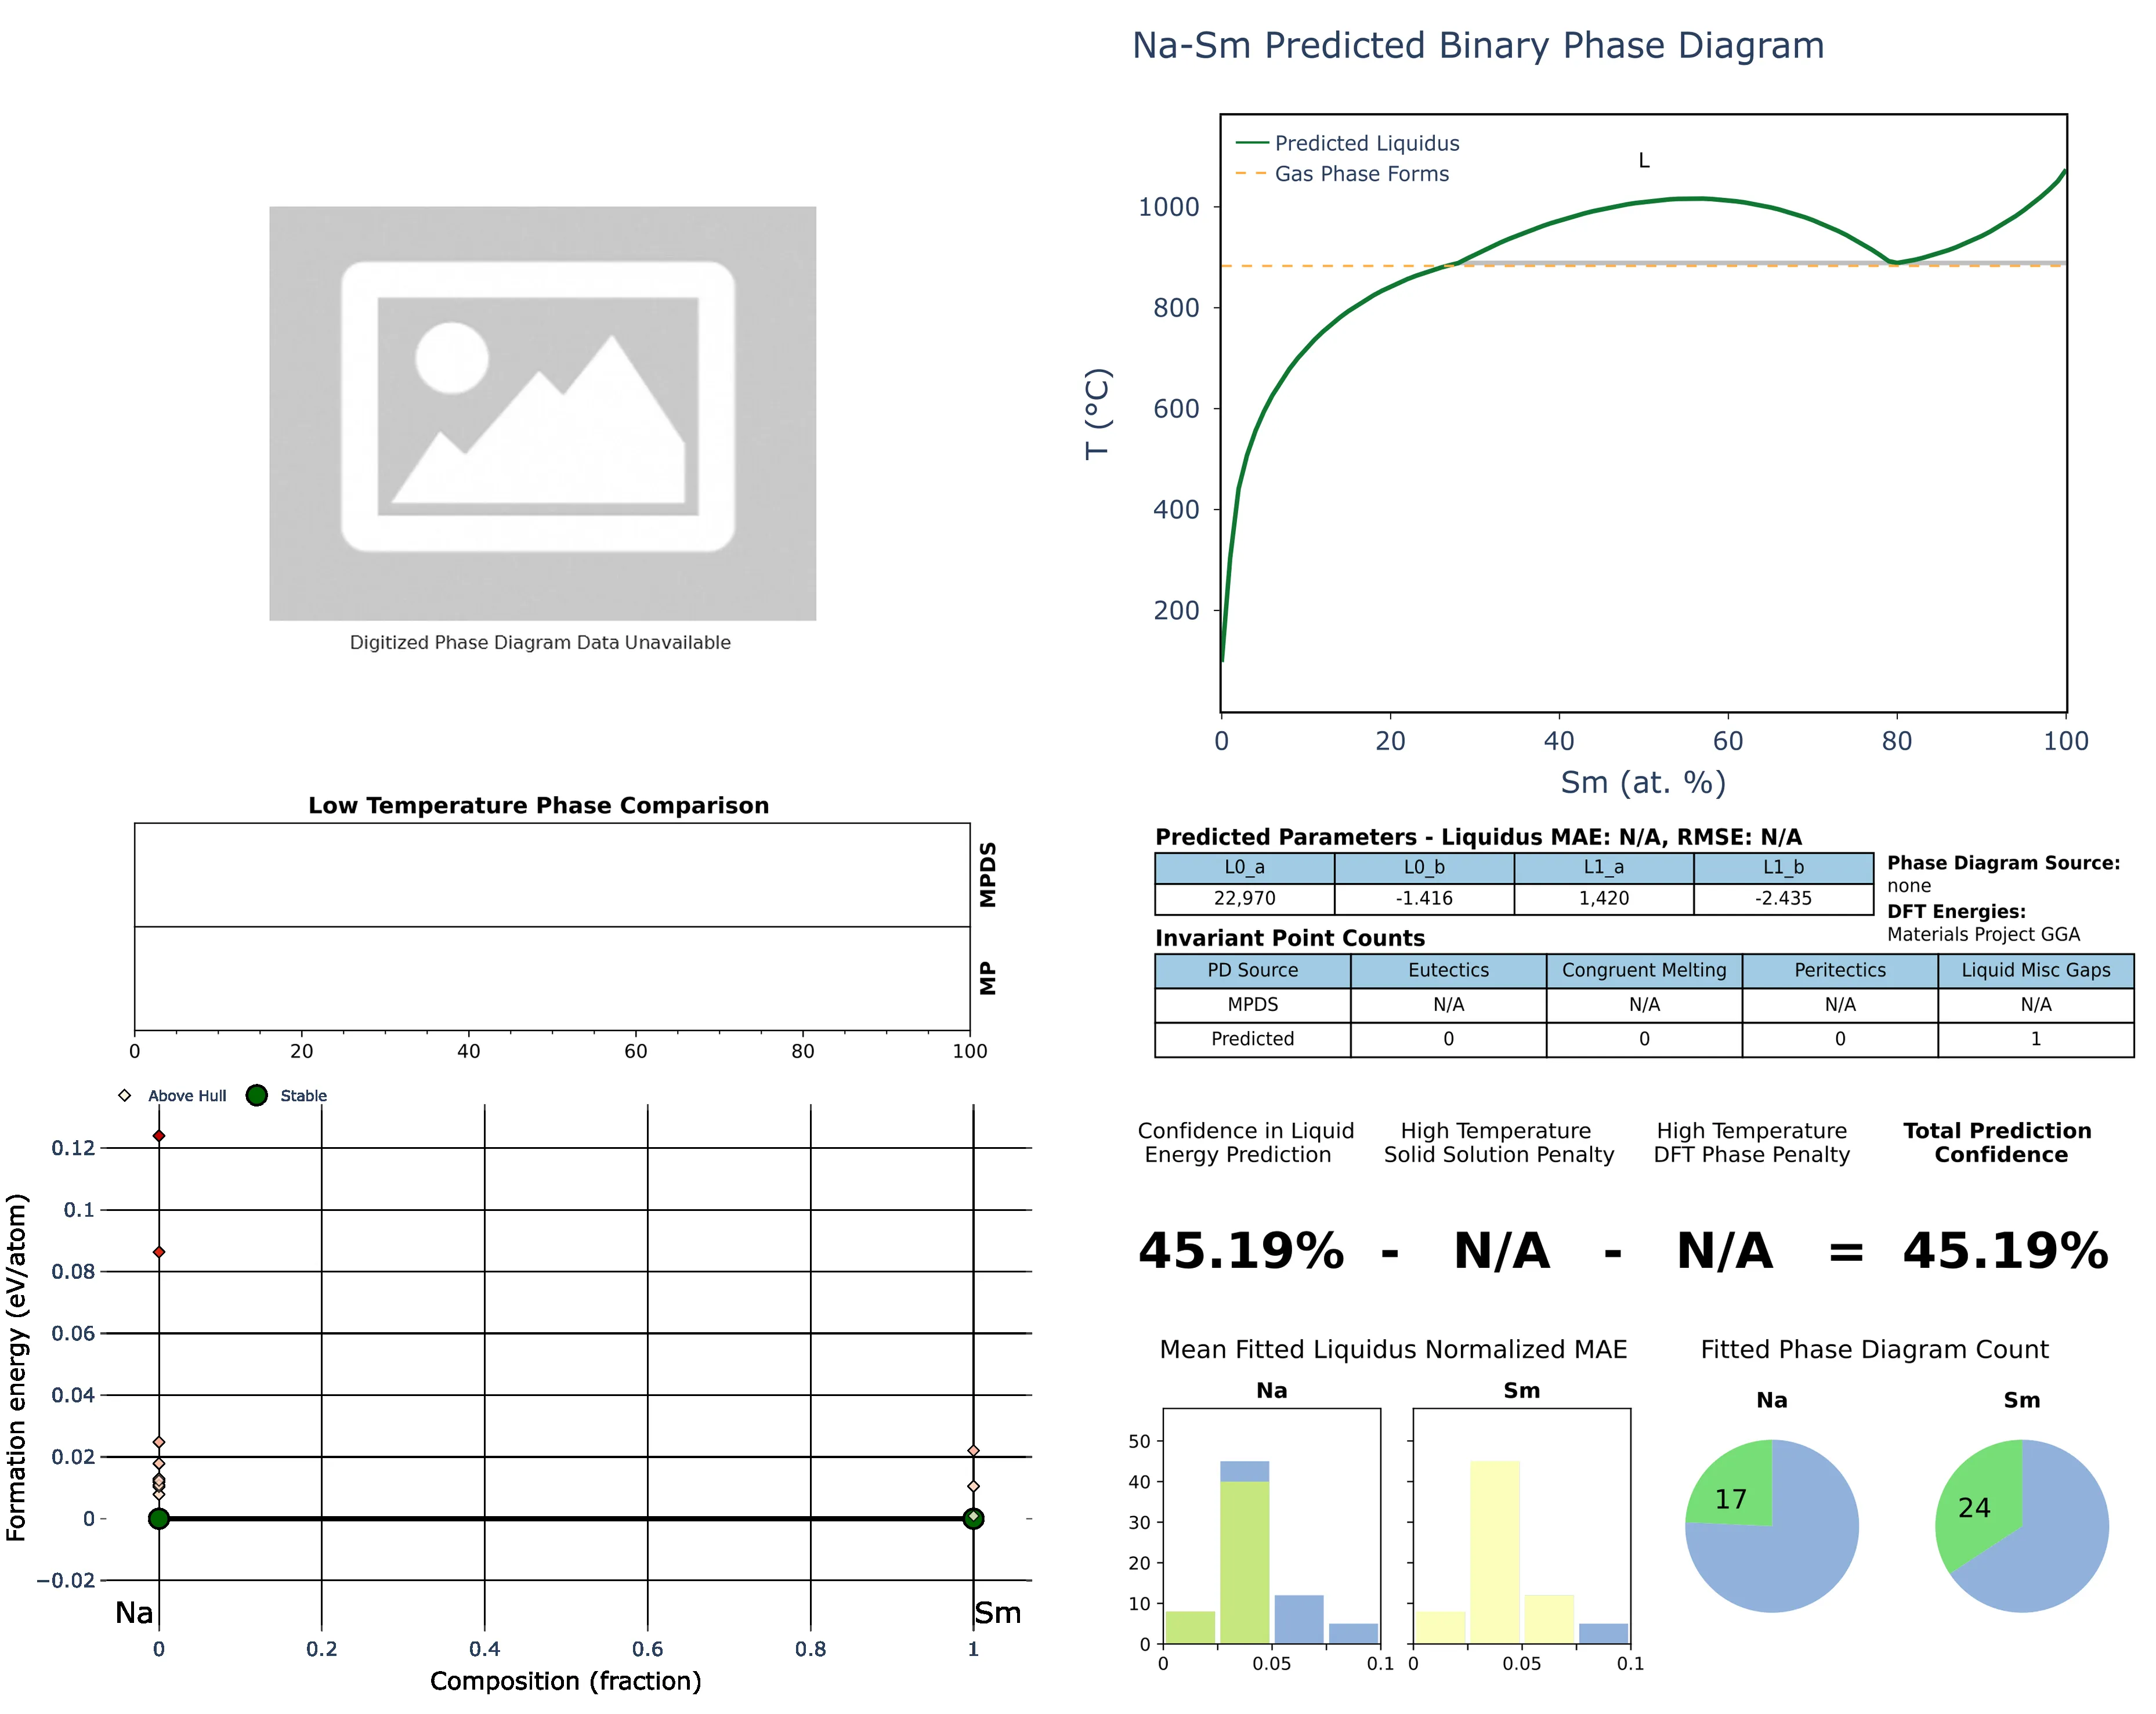 Na-Sm Predicted Binary Phase Diagram
Predicted Liquidus
Gas Phase Forms
L
1000
800
600
400
200
T (°C)
0 20 40 60 80 100
Sm (at. %)
Digitized Phase Diagram Data Unavailable
Low Temperature Phase Comparison
MPDS
MP
0 20 40 60 80 100
Predicted Parameters - Liquidus MAE: N/A, RMSE: N/A
L0_a L0_b L1_a L1_b
22,970 -1.416 1,420 -2.435
Phase Diagram Source:
none
DFT Energies:
Materials Project GGA
Invariant Point Counts
PD Source Eutectics Congruent Melting Peritectics Liquid Misc Gaps
MPDS N/A N/A N/A N/A
Predicted 0 0 0 1
Above Hull Stable
0.12
0.1
0.08
0.06
0.04
0.02
0
−0.02
Formation energy (eV/atom)
Na Sm
0 0.2 0.4 0.6 0.8 1
Composition (fraction)
Confidence in Liquid
Energy Prediction
High Temperature
Solid Solution Penalty
High Temperature
DFT Phase Penalty
Total Prediction
Confidence
45.19% - N/A - N/A = 45.19%
Mean Fitted Liquidus Normalized MAE
Na Sm
50
40
30
20
10
0
0 0.05 0.1 0 0.05 0.1
Fitted Phase Diagram Count
Na Sm
17 24